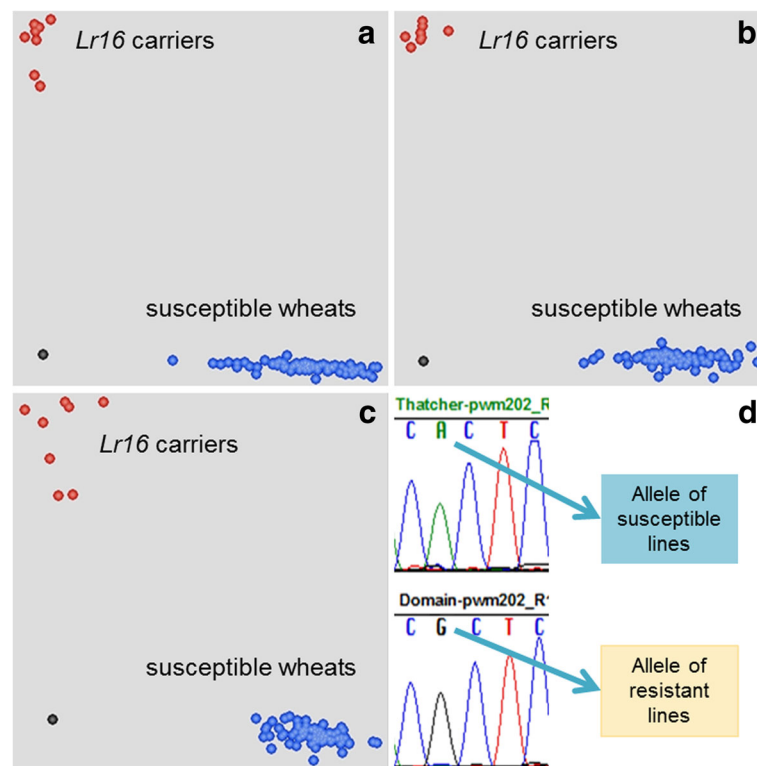 a
Lr16 carriers
susceptible wheats
b
Lr16 carriers
susceptible wheats
c
Lr16 carriers
susceptible wheats
d
Thatcher-pwm202_R
C A C T C
Allele of
susceptible
lines
Domain-pwm202_R
C G C T C
Allele of
resistant
lines